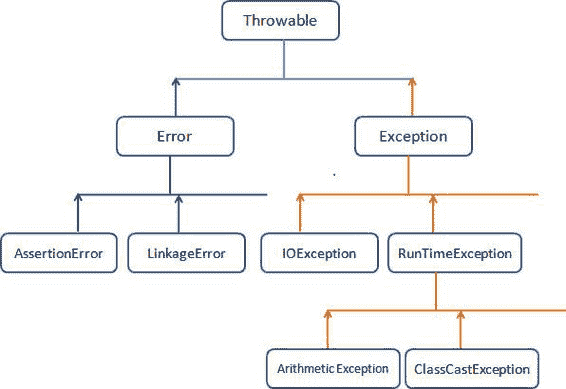 Throwable
Error
Exception
AssertionError
LinkageError
IOException
RunTimeException
ArithmeticException
ClassCastException